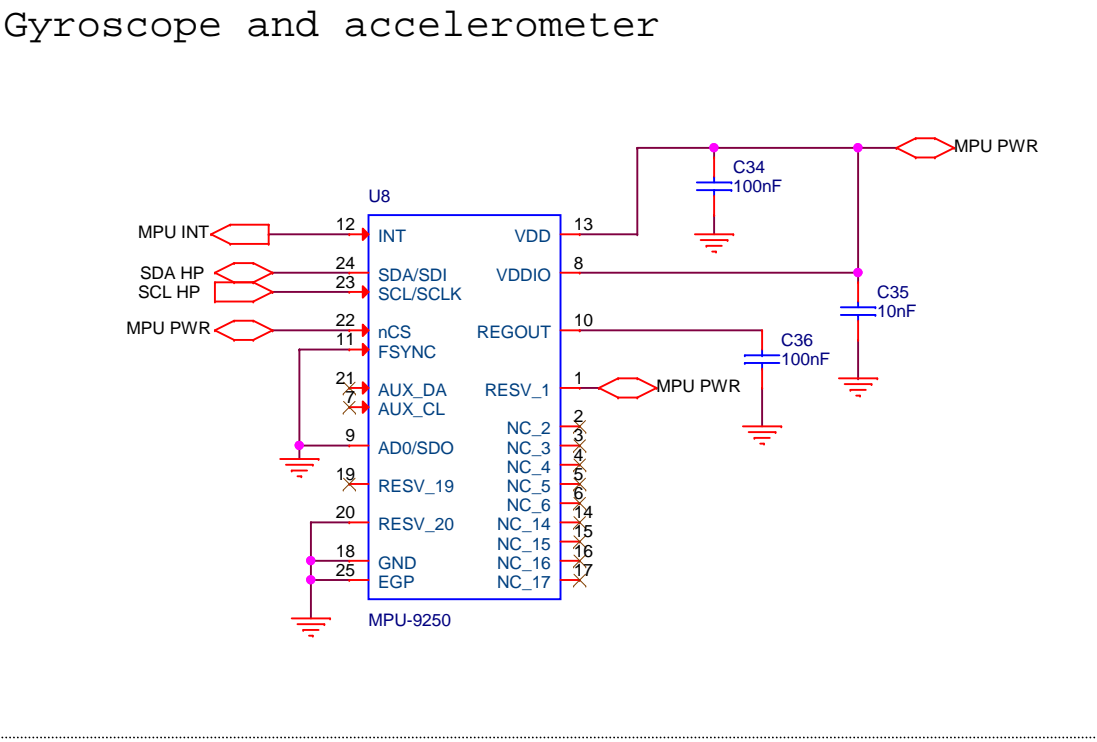 Gyroscope and accelerometer
MPU PWR
C34
100nF
U8
MPU INT
12
INT
VDD
13
SDA HP
24
SDA/SDI
VDDIO
8
SCL HP
23
SCL/SCLK
C35
10nF
MPU PWR
22
nCS
REGOUT
10
11
FSYNC
C36
100nF
21
AUX_DA
RESV_1
1
MPU PWR
7
AUX_CL
NC_2
2
9
AD0/SDO
NC_3
3
NC_4
4
19
RESV_19
NC_5
5
NC_6
6
20
RESV_20
NC_14
14
NC_15
15
18
GND
NC_16
16
25
EGP
NC_17
17
MPU-9250